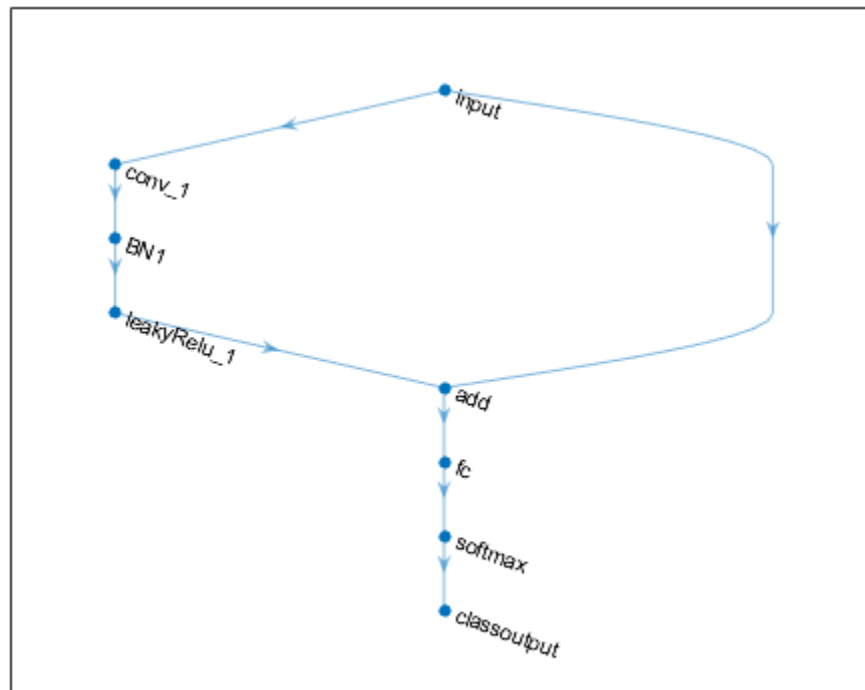 input
conv_1
BN1
leakyRelu_1
add
fc
softmax
classoutput